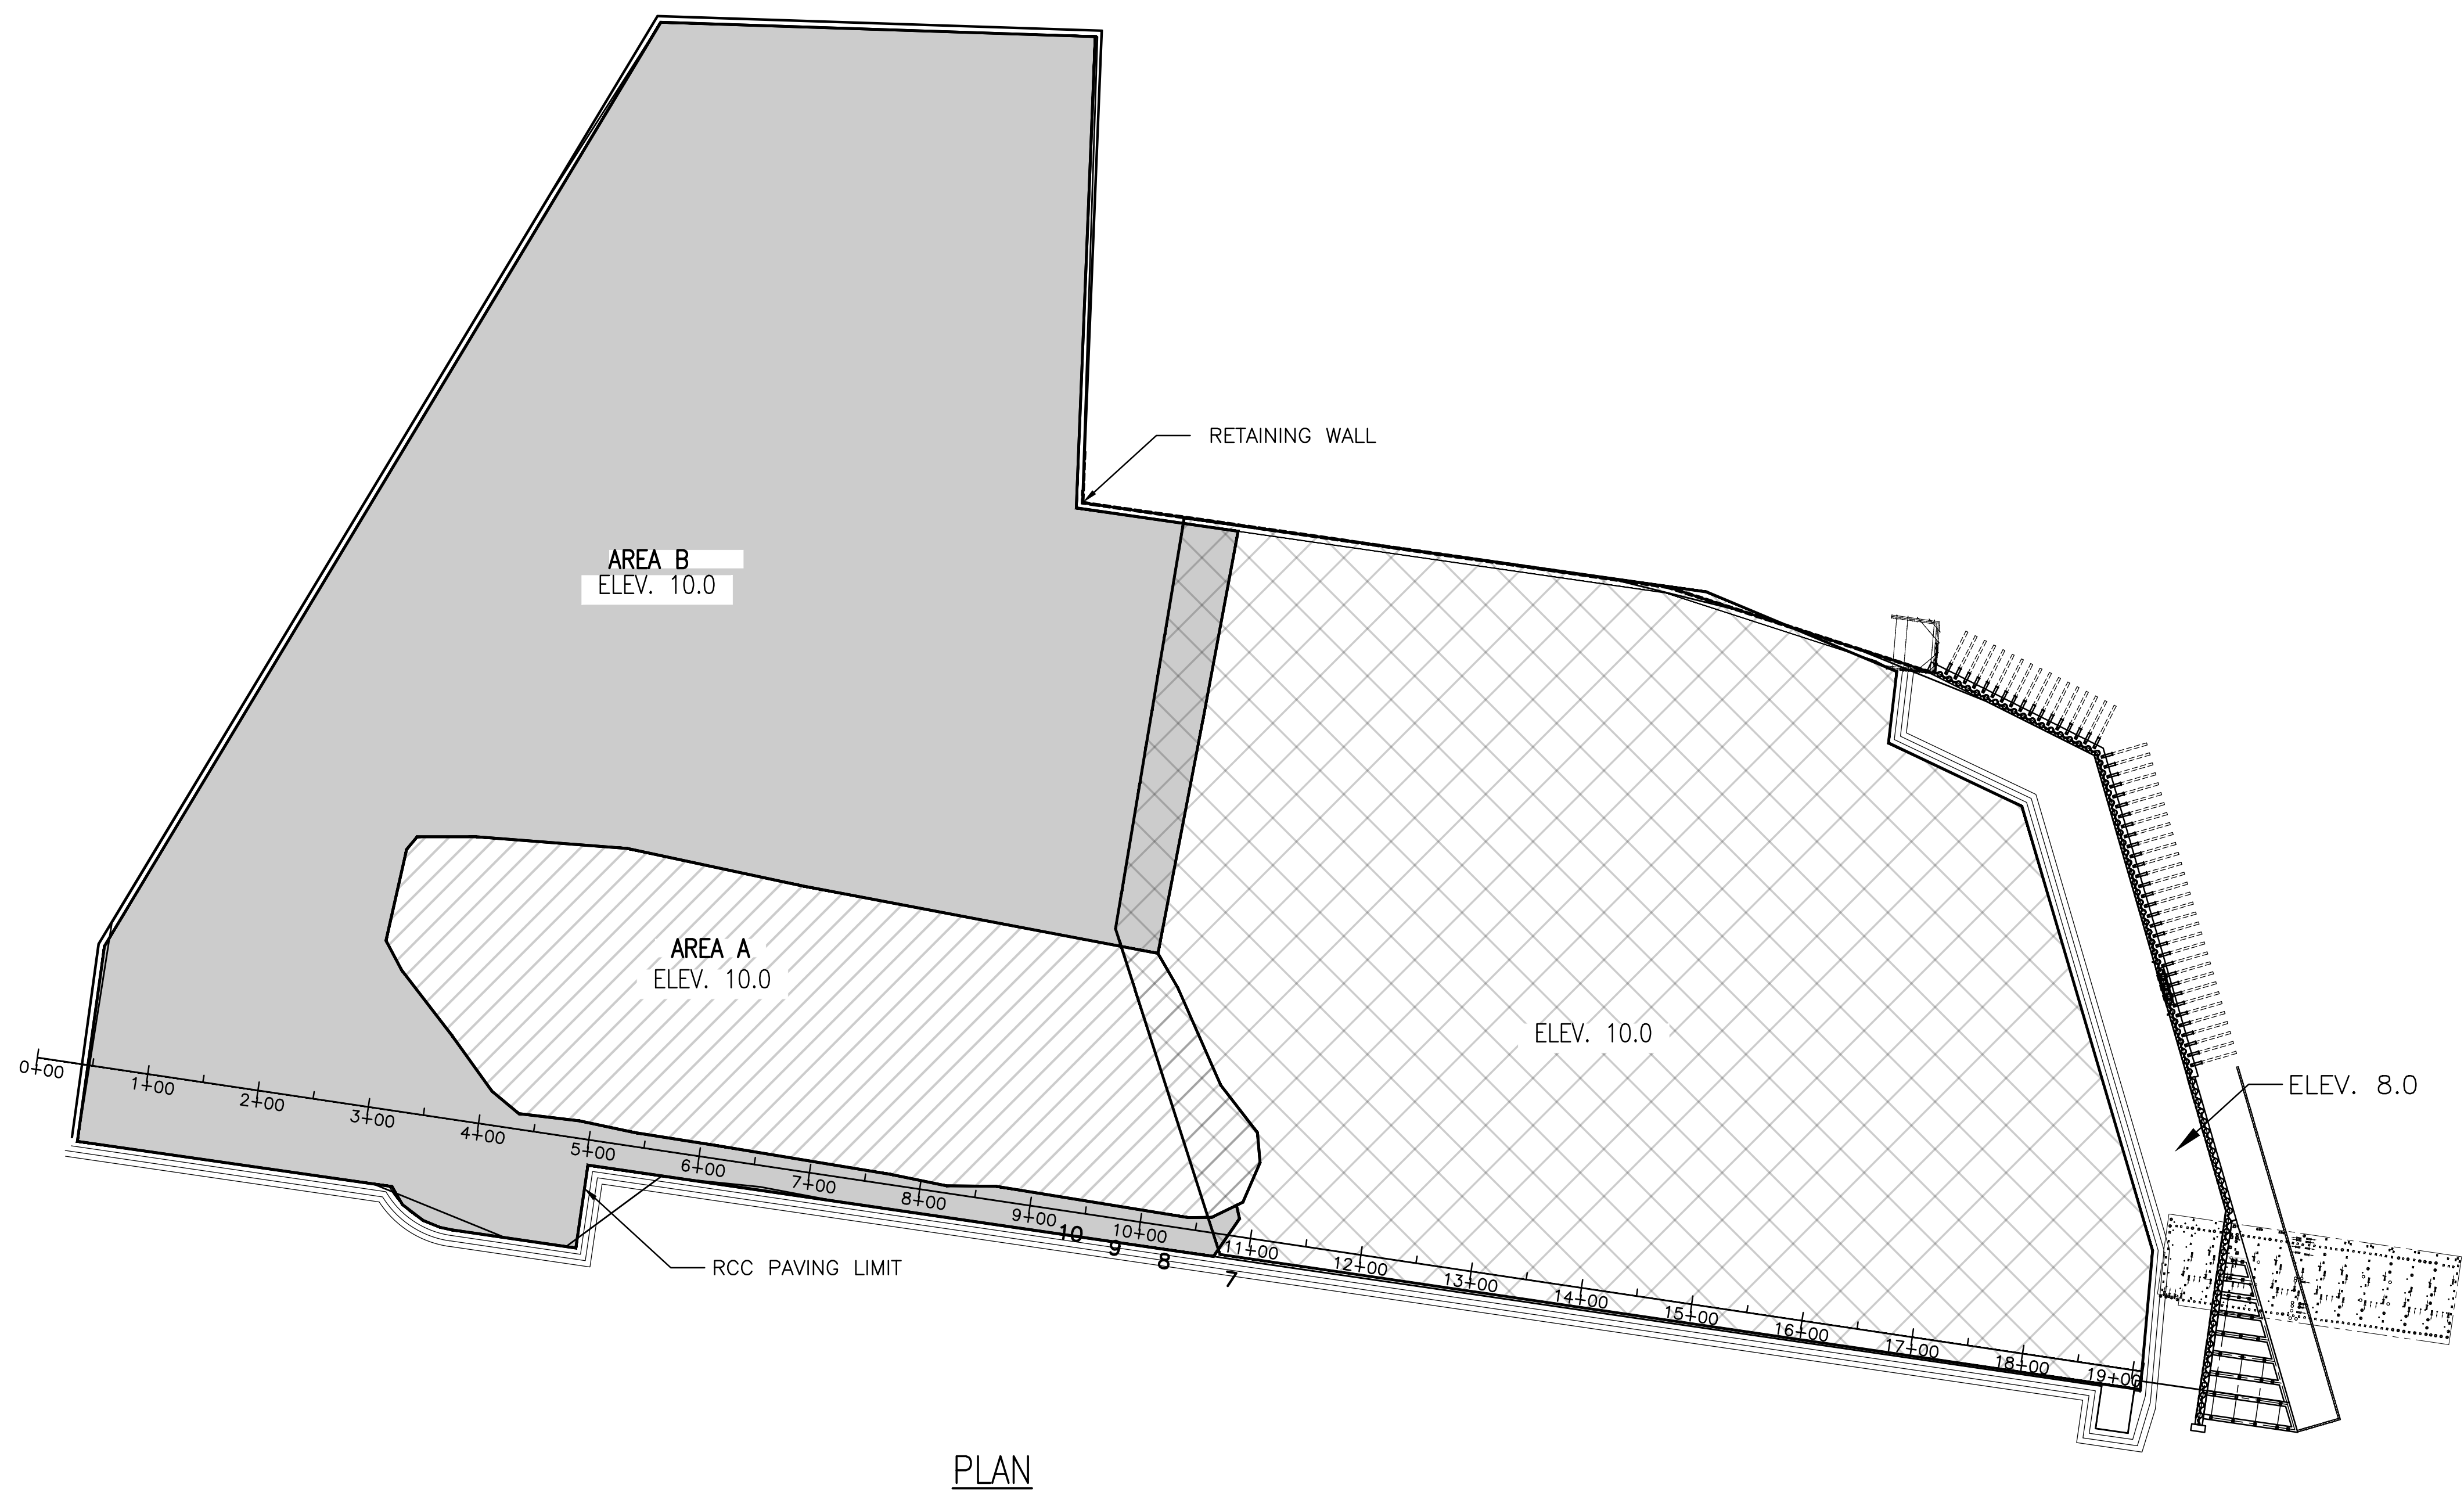 RETAINING WALL
AREA B
ELEV. 10.0
AREA A
ELEV. 10.0
ELEV. 10.0
ELEV. 8.0
0+00
1+00
2+00
3+00
4+00
5+00
6+00
7+00
8+00
9+00
10+00
11+00
12+00
13+00
14+00
15+00
16+00
17+00
18+00
19+00
10
9
8
7
RCC PAVING LIMIT
PLAN